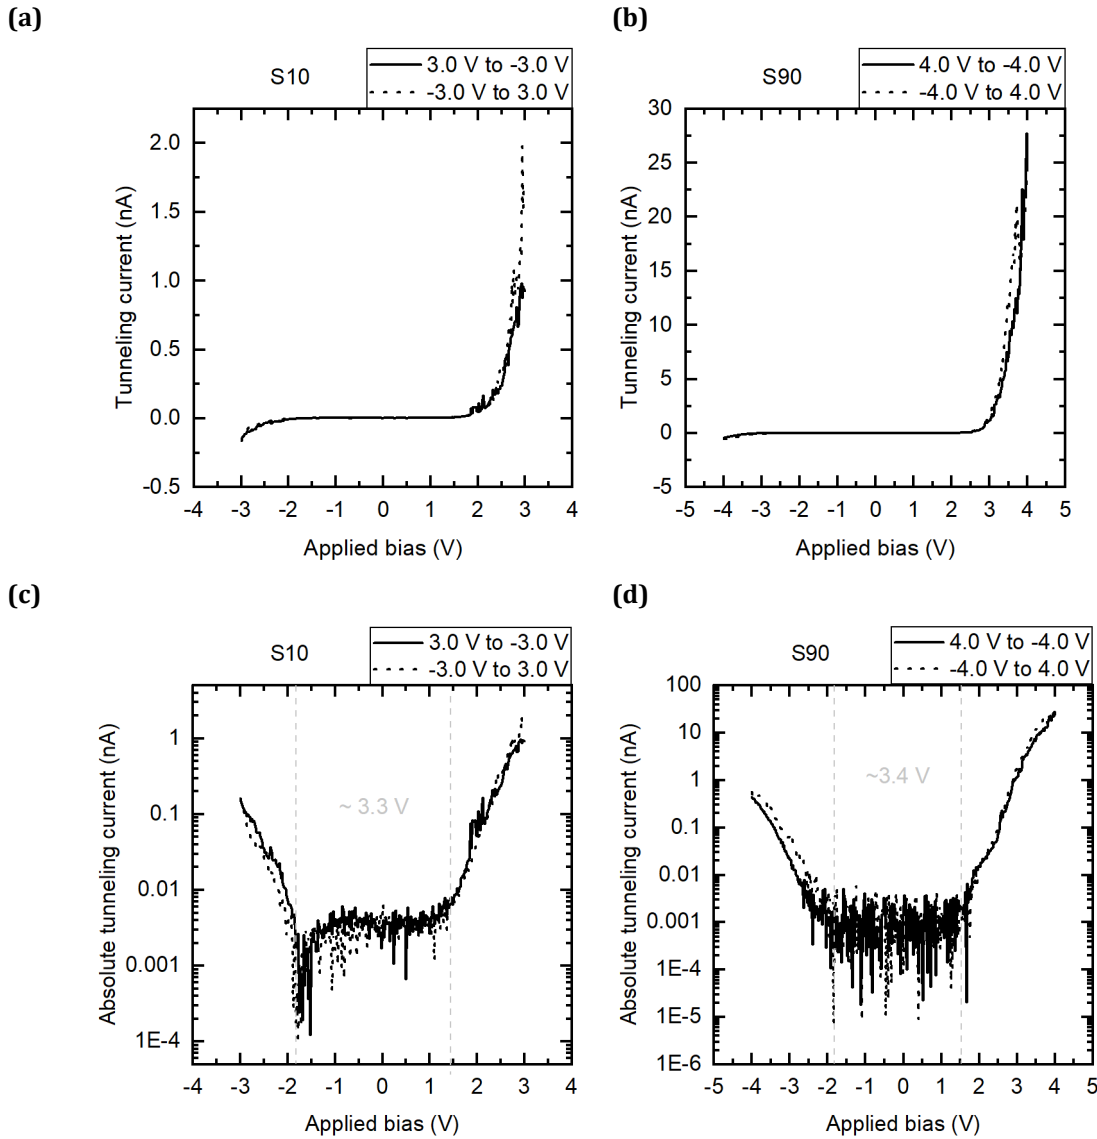 (a)
S10
3.0 V to -3.0 V
-3.0 V to 3.0 V
2.0
1.5
1.0
0.5
0.0
-0.5
Tunneling current (nA)
-4 -3 -2 -1 0 1 2 3 4
Applied bias (V)
(b)
S90
4.0 V to -4.0 V
-4.0 V to 4.0 V
30
25
20
15
10
5
0
-5
Tunneling current (nA)
-5 -4 -3 -2 -1 0 1 2 3 4 5
Applied bias (V)
(c)
S10
3.0 V to -3.0 V
-3.0 V to 3.0 V
1
0.1
0.01
0.001
1E-4
Absolute tunneling current (nA)
~ 3.3 V
-4 -3 -2 -1 0 1 2 3 4
Applied bias (V)
(d)
S90
4.0 V to -4.0 V
-4.0 V to 4.0 V
100
10
1
0.1
0.01
0.001
1E-4
1E-5
1E-6
Absolute tunneling current (nA)
~3.4 V
-5 -4 -3 -2 -1 0 1 2 3 4 5
Applied bias (V)